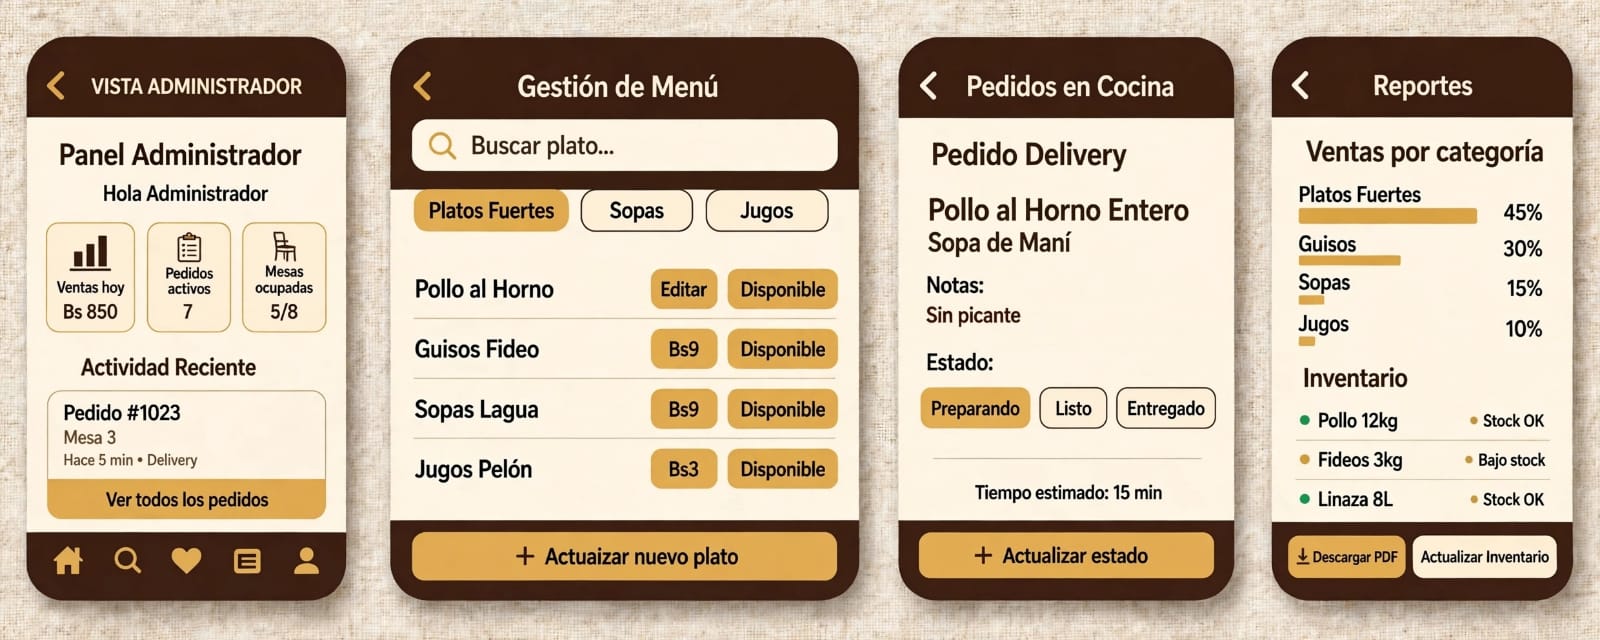 VISTA ADMINISTRADOR
Panel Administrador
Hola Administrador
Ventas hoy
Bs 850
Pedidos
activos
7
Mesas
ocupadas
5/8
Actividad Reciente
Pedido #1023
Mesa 3
Hace 5 min • Delivery
Ver todos los pedidos
Gestión de Menú
Buscar plato...
Platos Fuertes
Sopas
Jugos
Pollo al Horno Editar Disponible
Guisos Fideo Bs9 Disponible
Sopas Lagua Bs9 Disponible
Jugos Pelón Bs3 Disponible
+ Actuaizar nuevo plato
Pedidos en Cocina
Pedido Delivery
Pollo al Horno Entero
Sopa de Maní
Notas:
Sin picante
Estado:
Preparando
Listo
Entregado
Tiempo estimado: 15 min
+ Actualizar estado
Reportes
Ventas por categoría
Platos Fuertes 45%
Guisos 30%
Sopas 15%
Jugos 10%
Inventario
• Pollo 12kg • Stock OK
• Fideos 3kg • Bajo stock
• Linaza 8L • Stock OK
Descargar PDF
Actualizar Inventario